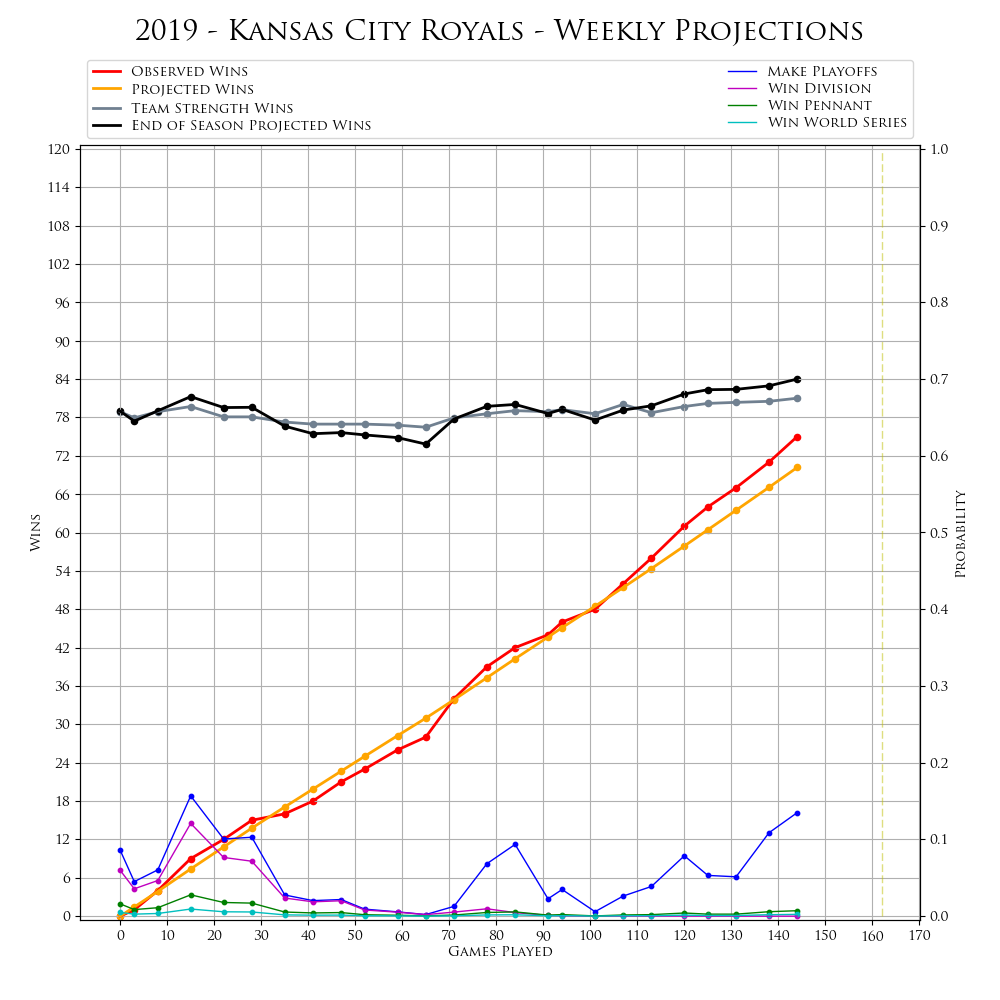 2019 - Kansas City Royals - Weekly Projections
Observed Wins
Projected Wins
Team Strength Wins
End of Season Projected Wins
Make Playoffs
Win Division
Win Pennant
Win World Series
120
114
108
102
96
90
84
78
72
66
60
54
48
42
36
30
24
18
12
6
0
Wins
1.0
0.9
0.8
0.7
0.6
0.5
0.4
0.3
0.2
0.1
0.0
Probability
0 10 20 30 40 50 60 70 80 90 100 110 120 130 140 150 160 170
Games Played